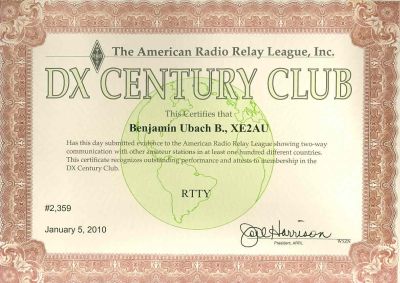 The American Radio Relay League, Inc.
DX CENTURY CLUB
This Certifies that
Benjamin Ubach B., XE2AU
Has this day submitted evidence to the American Radio Relay League showing two-way
communication with other amateur stations in at least one hundred different countries.
This certificate recognizes outstanding performance and attests to membership in the
DX Century Club.
RTTY
#2,359
January 5, 2010
Joel Harrison
President, ARRL
W5ZN